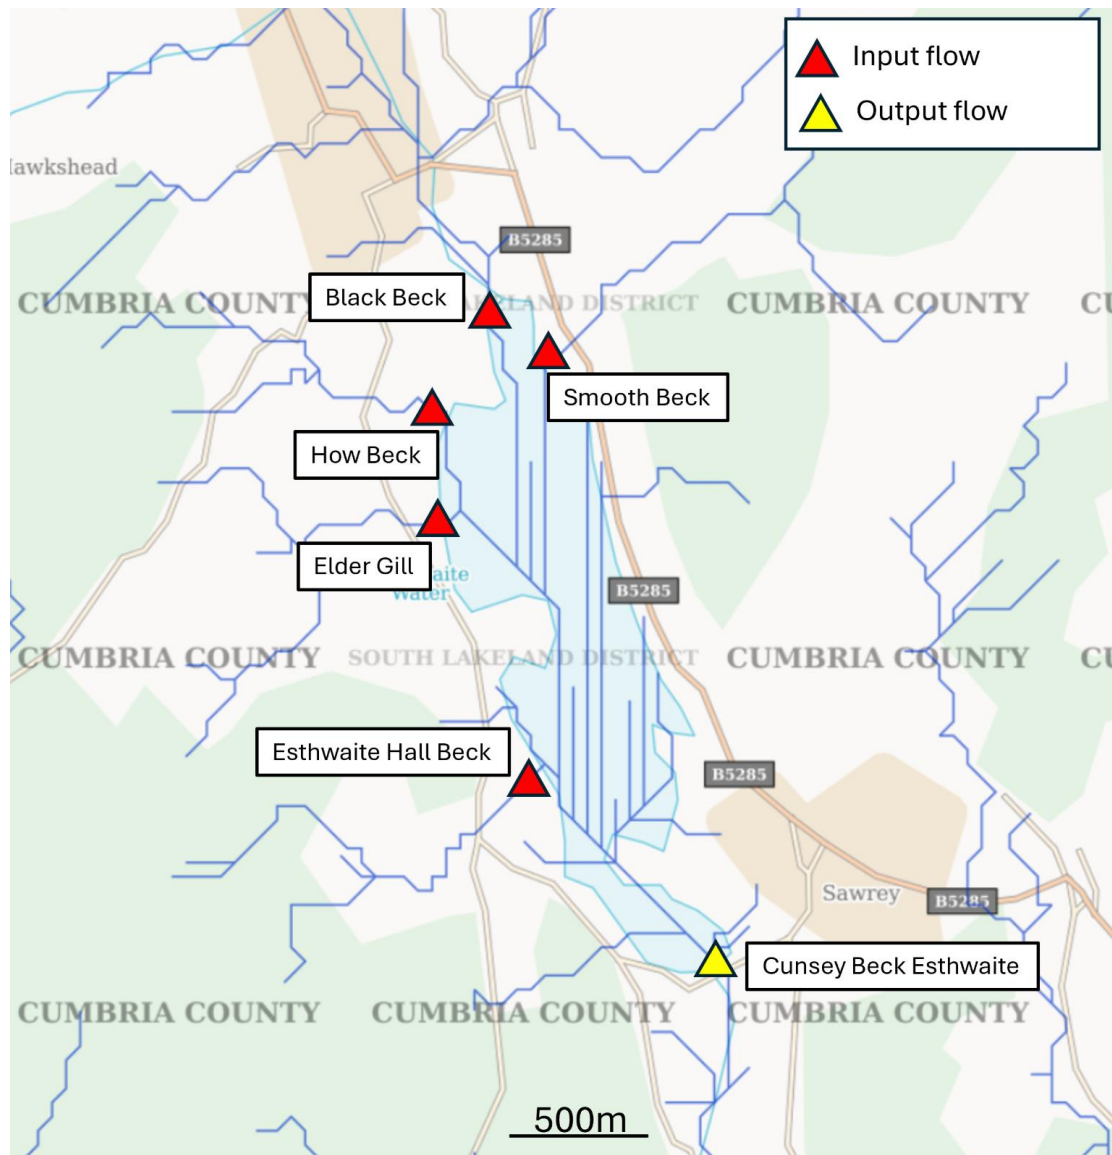 Input flow
Output flow
awkshead
B5285
Black Beck
CUMBRIA COUNTY
LAND DISTRICT
CUMBRIA COUNTY
CU
Smooth Beck
How Beck
Elder Gill
aite
Water
B5285
CUMBRIA COUNTY
SOUTH LAKELAND DISTRICT
CUMBRIA COUNTY
CU
Esthwaite Hall Beck
B5285
Sawrey
B5285
Cunsey Beck Esthwaite
CUMBRIA COUNTY
CUMBRIA COUNTY
CUMBRIA COUNTY
500m